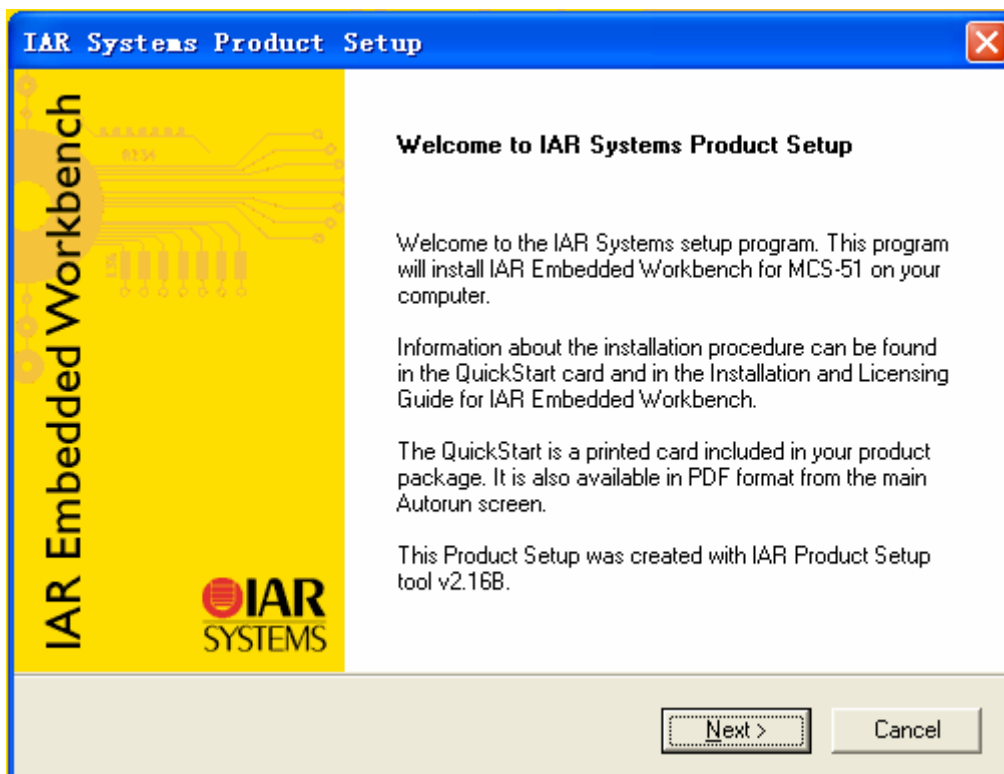 IAR Systems Product Setup
IAR Embedded Workbench
Welcome to IAR Systems Product Setup
Welcome to the IAR Systems setup program. This program
will install IAR Embedded Workbench for MCS-51 on your
computer.
Information about the installation procedure can be found
in the QuickStart card and in the Installation and Licensing
Guide for IAR Embedded Workbench.
The QuickStart is a printed card included in your product
package. It is also available in PDF format from the main
Autorun screen.
This Product Setup was created with IAR Product Setup
tool v2.16B.
IAR
SYSTEMS
Next >
Cancel